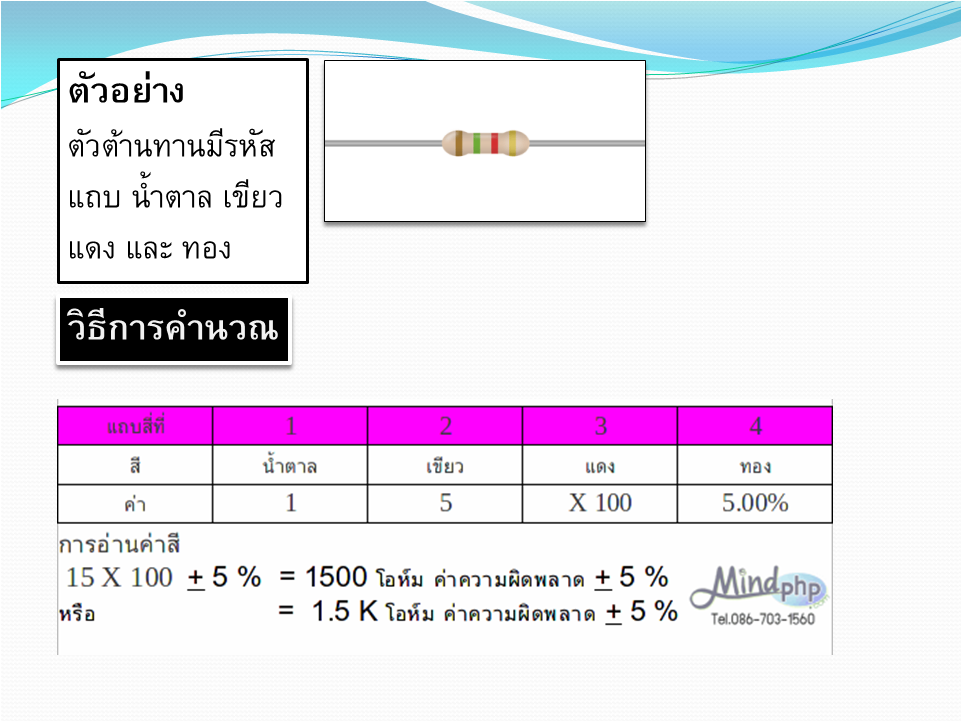 ตัวอย่าง
ตัวต้านทานมีรหัส
แถบ น้ำตาล เขียว
แดง และ ทอง
วิธีการคำนวณ
แถบสี่ที่ 1 2 3 4
สี น้ำตาล เขียว แดง ทอง
ค่า 1 5 X 100 5.00%
การอ่านค่าสี
15 X 100 + 5 % = 1500 โอห์ม ค่าความผิดพลาด + 5 %
หรือ = 1.5 K โอห์ม ค่าความผิดพลาด + 5 %
Mindphp.com
Tel.086-703-1560